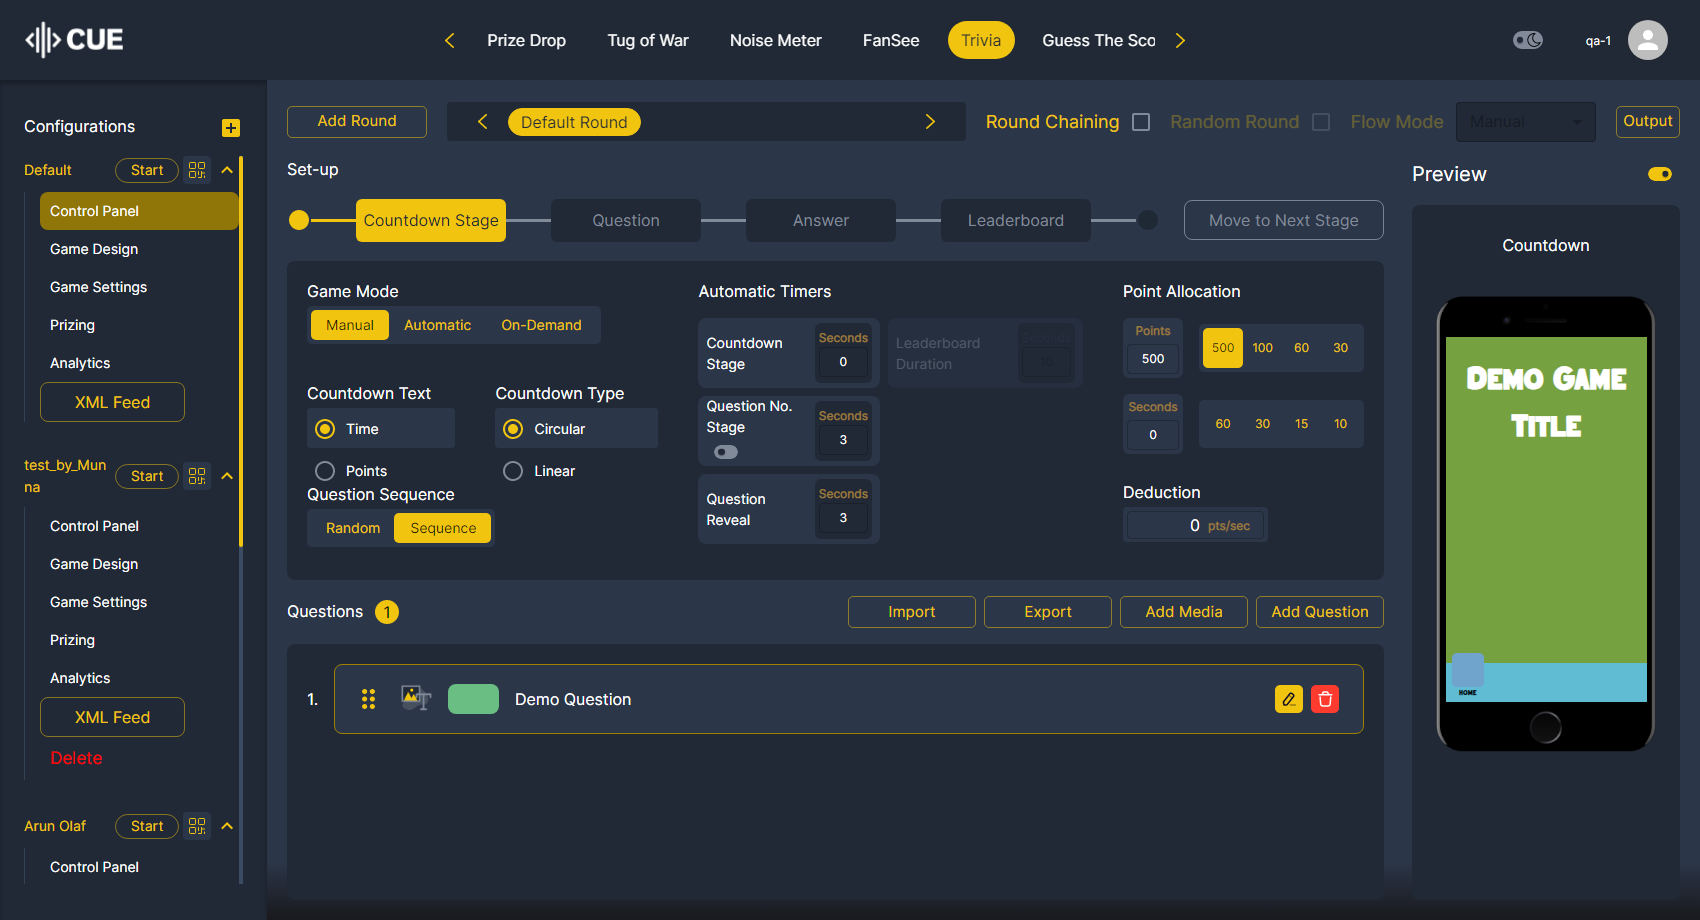 CUE
Prize Drop
Tug of War
Noise Meter
FanSee
Trivia
Guess The Sco
qa-1
Configurations
Default
Start
Control Panel
Game Design
Game Settings
Prizing
Analytics
XML Feed
test_by_Mun
na
Start
Control Panel
Game Design
Game Settings
Prizing
Analytics
XML Feed
Delete
Arun Olaf
Start
Control Panel
Add Round
Default Round
Round Chaining
Random Round
Flow Mode
Manual
Output
Set-up
Countdown Stage
Question
Answer
Leaderboard
Move to Next Stage
Game Mode
Manual
Automatic
On-Demand
Countdown Text
Time
Points
Countdown Type
Circular
Linear
Question Sequence
Random
Sequence
Automatic Timers
Countdown
Stage
Seconds
0
Leaderboard
Duration
Seconds
10
Question No.
Stage
Seconds
3
Question
Reveal
Seconds
3
Point Allocation
Points
500
500
100
60
30
Seconds
0
60
30
15
10
Deduction
0 pts/sec
Questions
1
Import
Export
Add Media
Add Question
1.
Demo Question
Preview
Countdown
Demo Game
Title
HOME